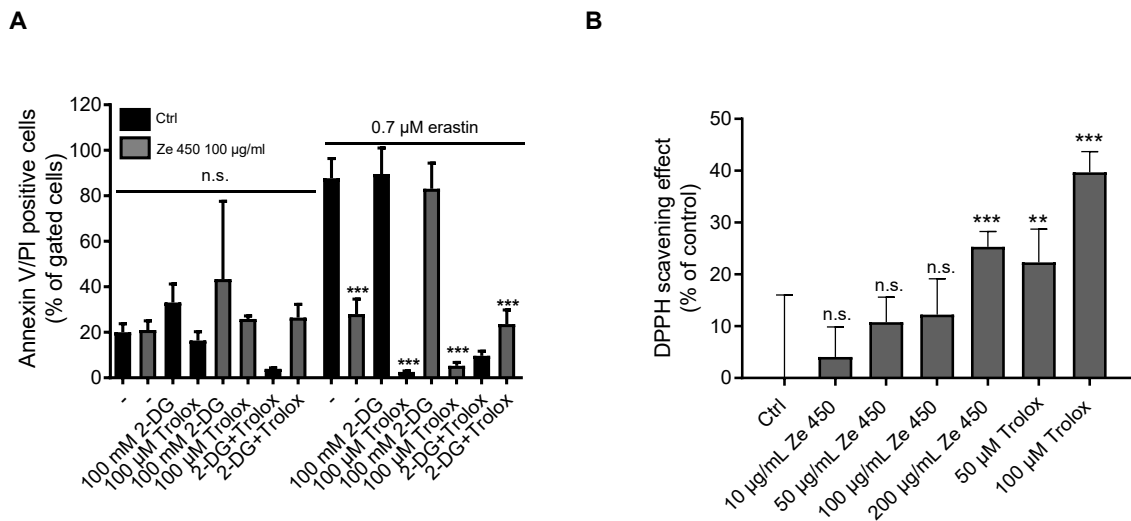 A
Annexin V/PI positive cells
(% of gated cells)
120
100
80
60
40
20
0
Ctrl
Ze 450 100 µg/ml
n.s.
0.7 µM erastin
***
***
***
***
-
-
100 mM 2-DG
100 µM Trolox
100 mM 2-DG
100 µM Trolox
2-DG+Trolox
2-DG+Trolox
-
-
100 mM 2-DG
100 µM Trolox
100 mM 2-DG
100 µM Trolox
2-DG+Trolox
2-DG+Trolox
B
DPPH scavening effect
(% of control)
50
40
30
20
10
0
n.s.
n.s.
n.s.
***
**
***
Ctrl
10 µg/mL Ze 450
50 µg/mL Ze 450
100 µg/mL Ze 450
200 µg/mL Ze 450
50 µM Trolox
100 µM Trolox